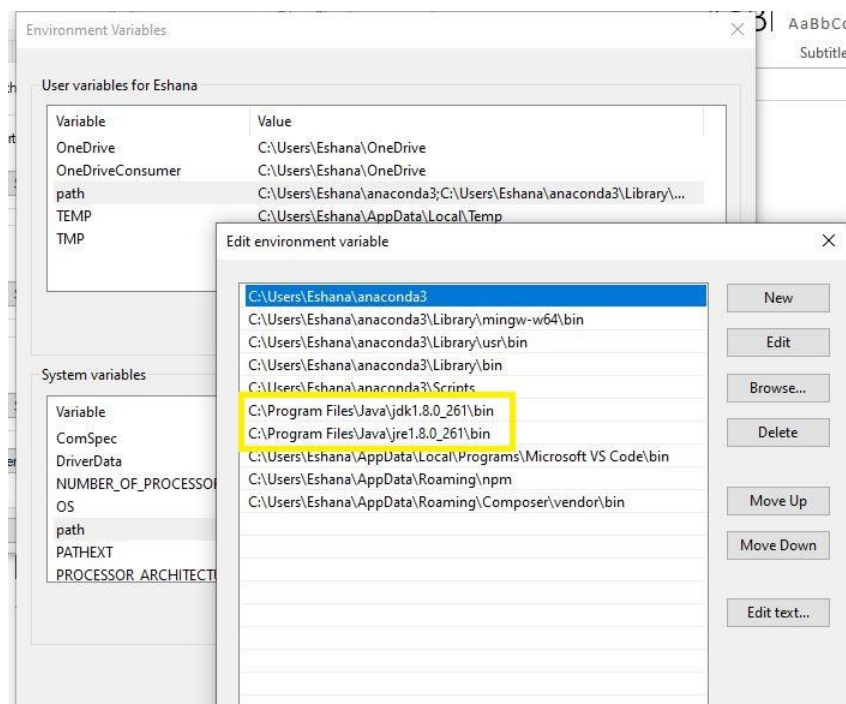 Environment Variables
AaBbCc
Subtitle
User variables for Eshana
Variable Value
OneDrive C:\Users\Eshana\OneDrive
OneDriveConsumer C:\Users\Eshana\OneDrive
path C:\Users\Eshana\anaconda3;C:\Users\Eshana\anaconda3\Library\...
TEMP C:\Users\Eshana\AppData\Local\Temp
TMP
Edit environment variable
C:\Users\Eshana\anaconda3
C:\Users\Eshana\anaconda3\Library\mingw-w64\bin
C:\Users\Eshana\anaconda3\Library\usr\bin
C:\Users\Eshana\anaconda3\Library\bin
C:\Users\Eshana\anaconda3\Scripts
C:\Program Files\Java\jdk1.8.0_261\bin
C:\Program Files\Java\jre1.8.0_261\bin
C:\Users\Eshana\AppData\Local\Programs\Microsoft VS Code\bin
C:\Users\Eshana\AppData\Roaming\npm
C:\Users\Eshana\AppData\Roaming\Composer\vendor\bin
New
Edit
Browse...
Delete
Move Up
Move Down
Edit text...
System variables
Variable
ComSpec
DriverData
NUMBER_OF_PROCESSO
OS
path
PATHEXT
PROCESSOR_ARCHITECT